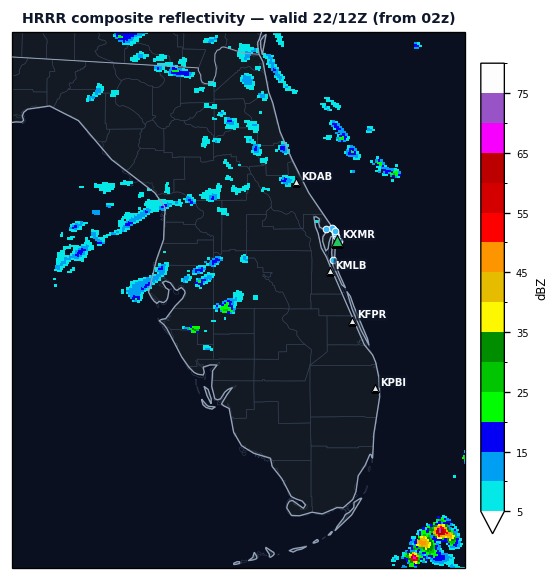 HRRR composite reflectivity — valid 22/12Z (from 02z)
KDAB
KXMR
KMLB
KFPR
KPBI
75
65
55
45
35
25
15
5
dBZ